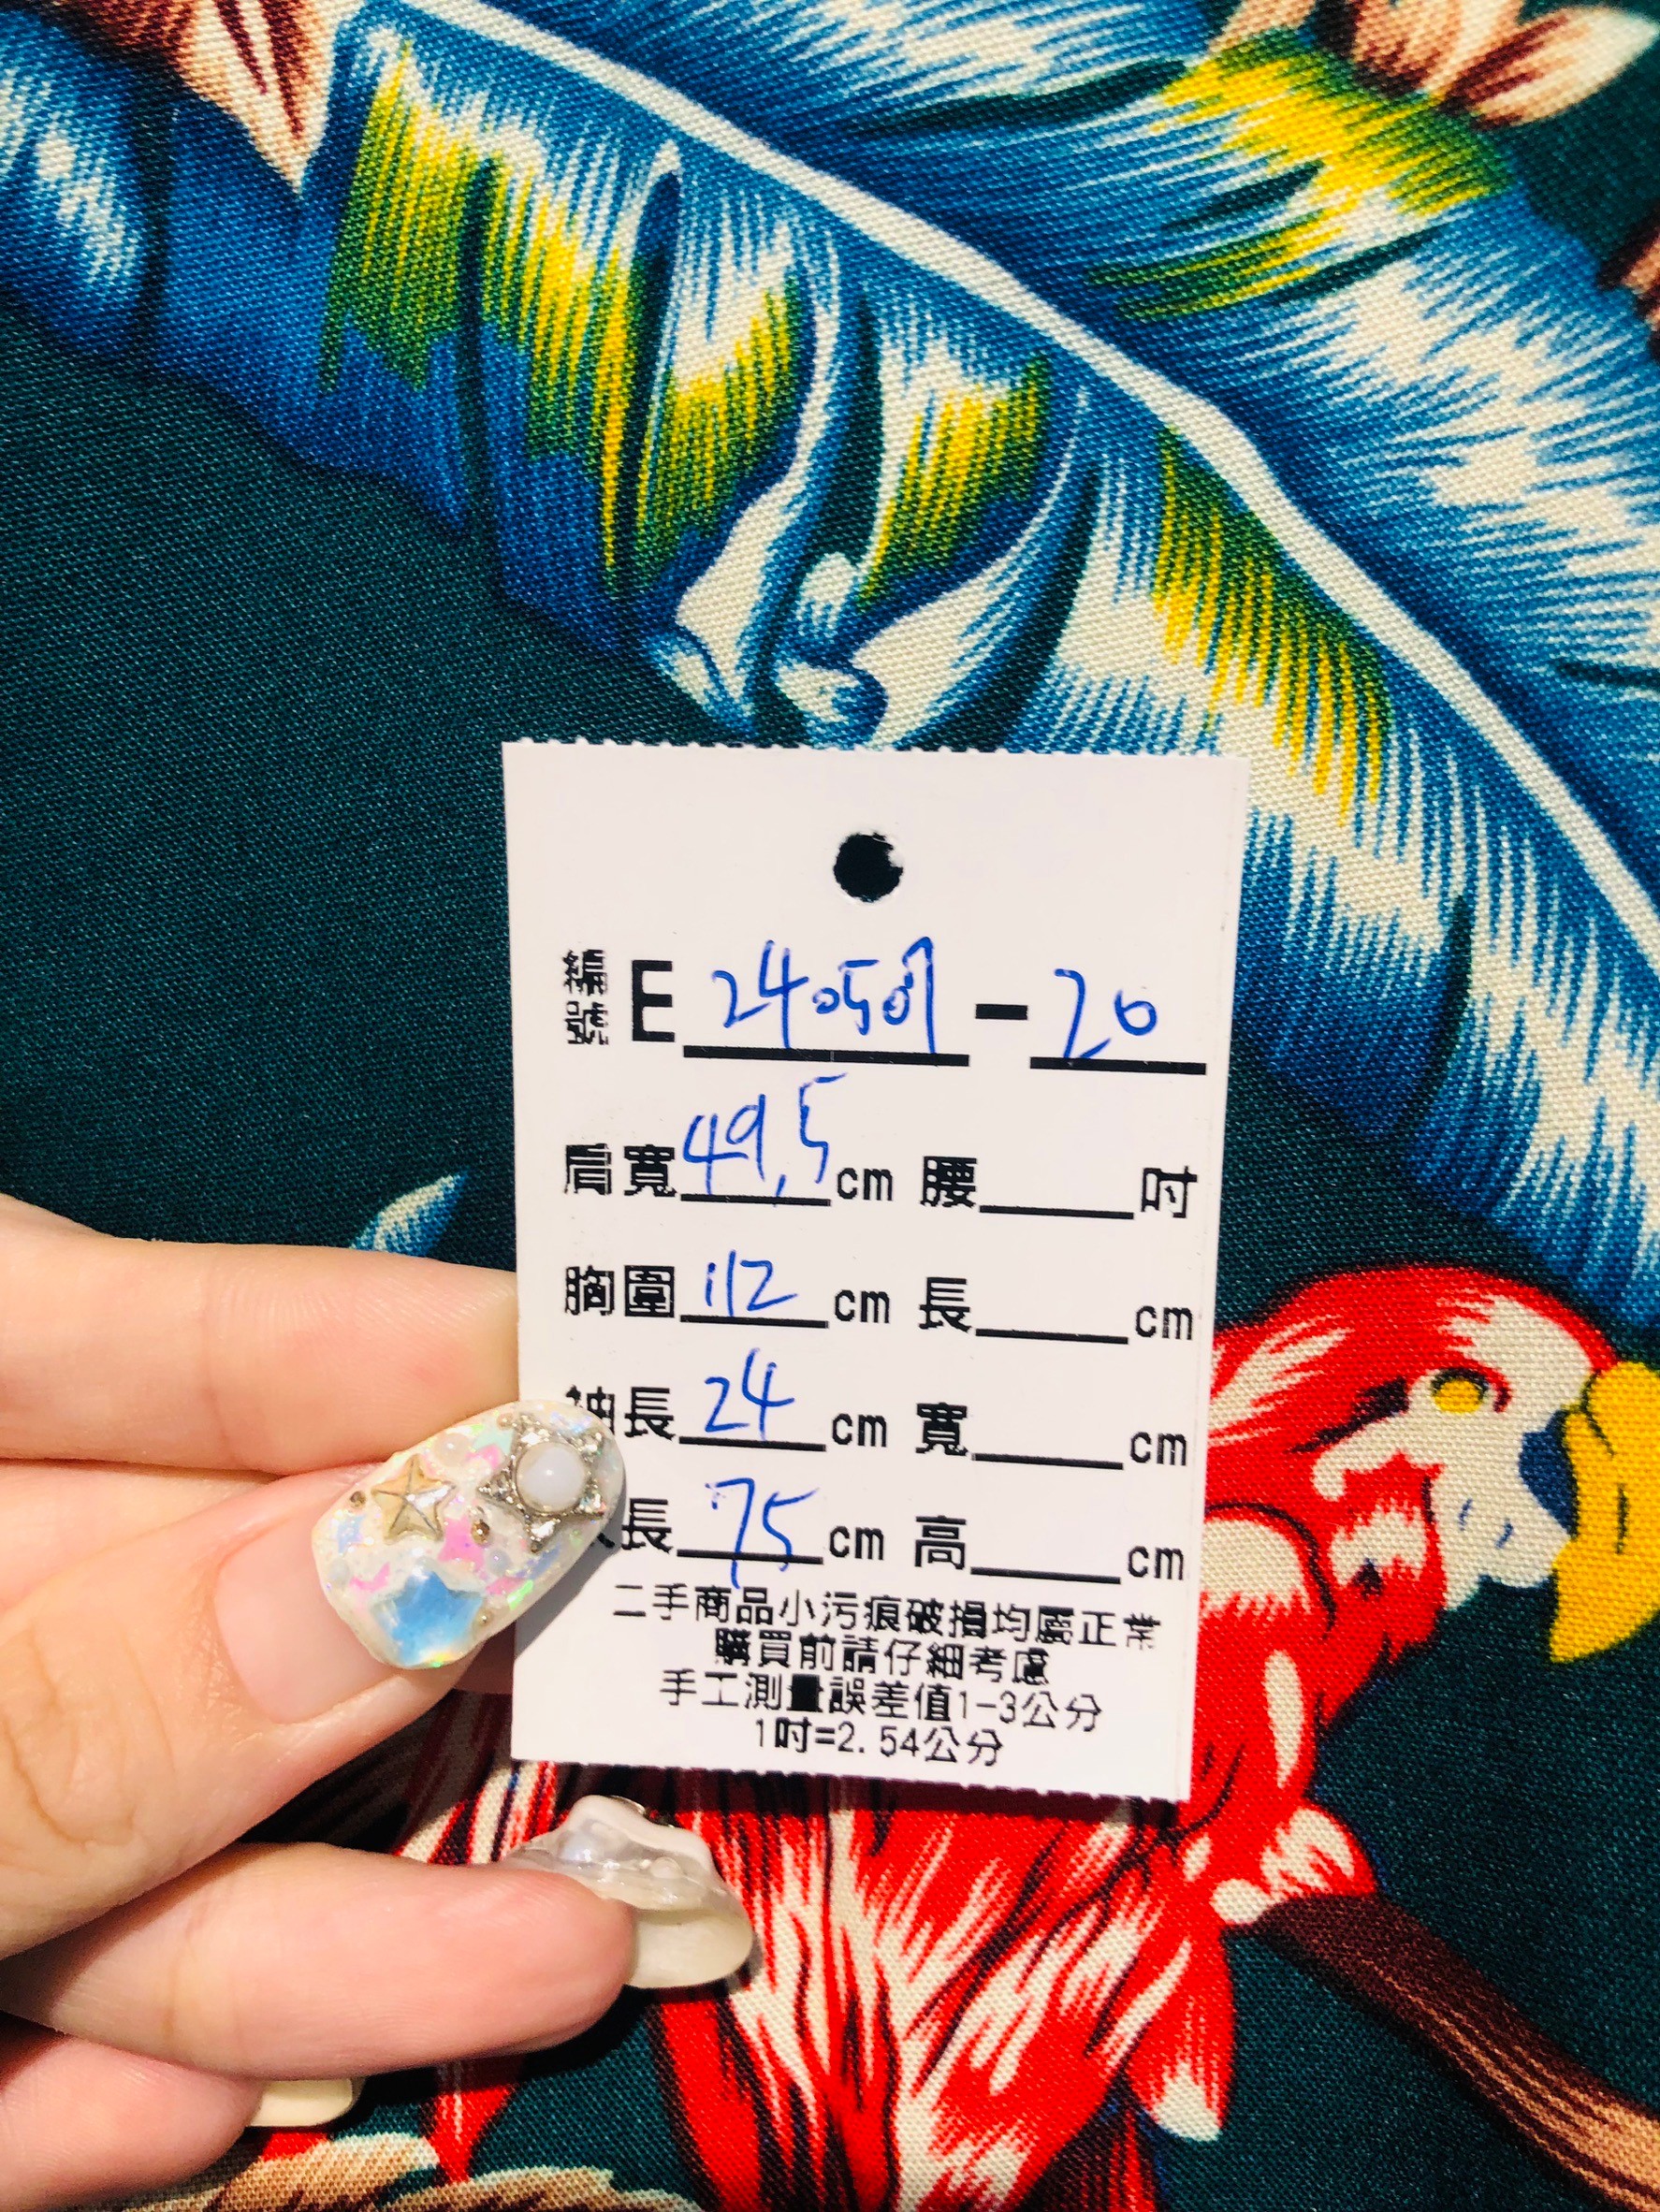 編號 E 240507 - 20
肩寬 49.5 cm 腰 吋
胸圍 112 cm 長 cm
袖長 24 cm 寬 cm
長 75 cm 高 cm
二手商品小污痕破損均屬正常
購買前請仔細考慮
手工測量誤差值1-3公分
1吋=2.54公分